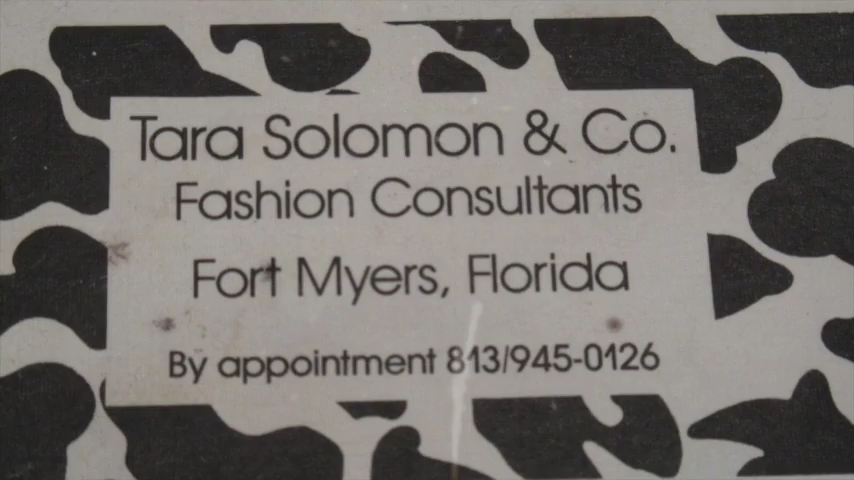 Tara Solomon & Co.
Fashion Consultants
Fort Myers, Florida
By appointment 813/945-0126